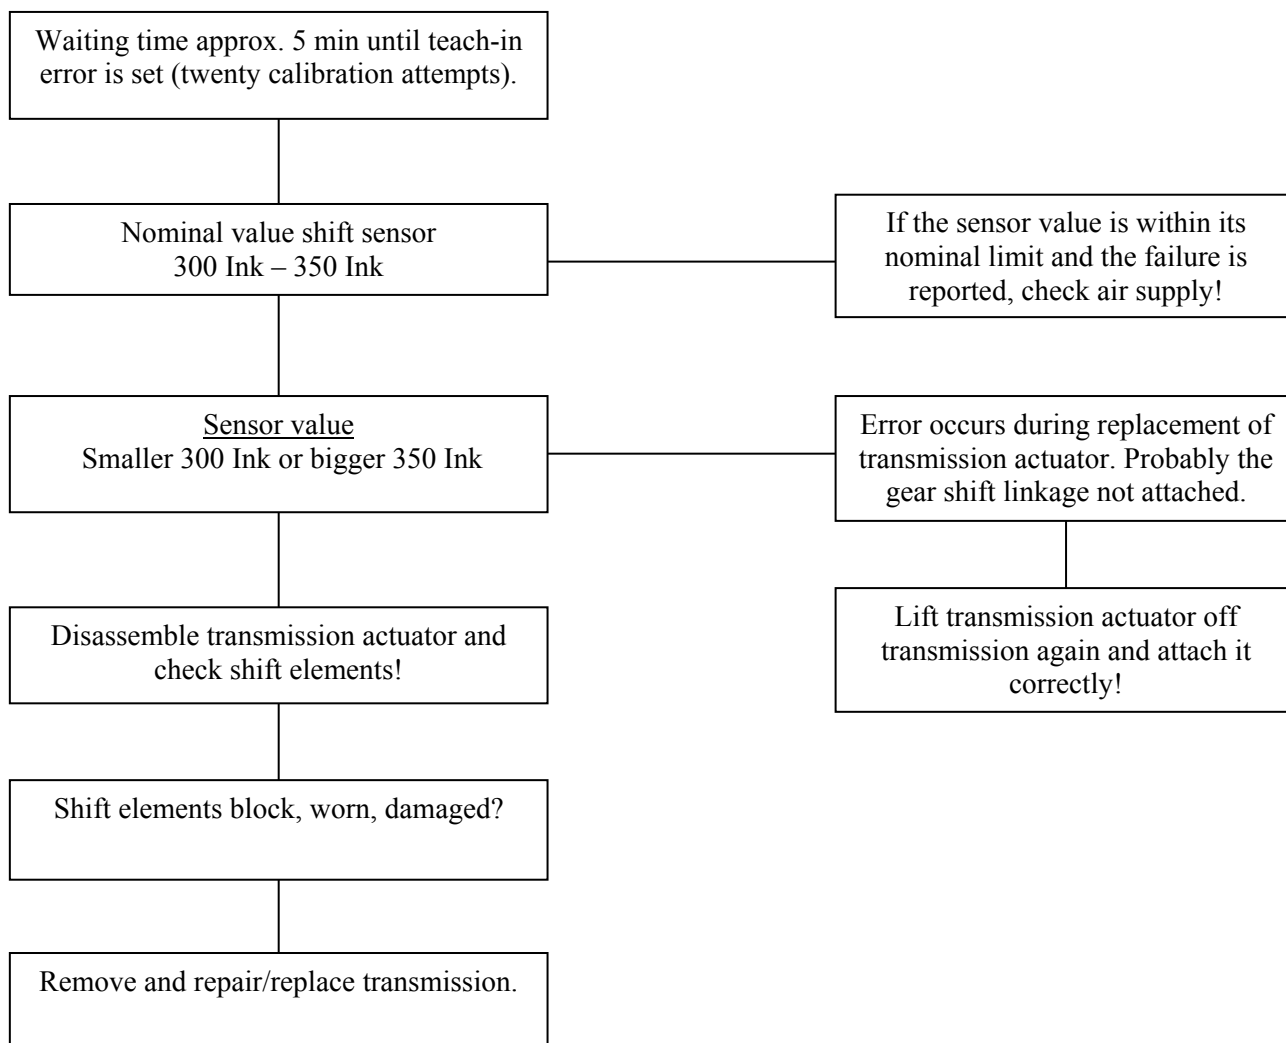 Waiting time approx. 5 min until teach-in
error is set (twenty calibration attempts).
Nominal value shift sensor
300 Ink – 350 Ink
If the sensor value is within its
nominal limit and the failure is
reported, check air supply!
Sensor value
Smaller 300 Ink or bigger 350 Ink
Error occurs during replacement of
transmission actuator. Probably the
gear shift linkage not attached.
Disassemble transmission actuator and
check shift elements!
Lift transmission actuator off
transmission again and attach it
correctly!
Shift elements block, worn, damaged?
Remove and repair/replace transmission.